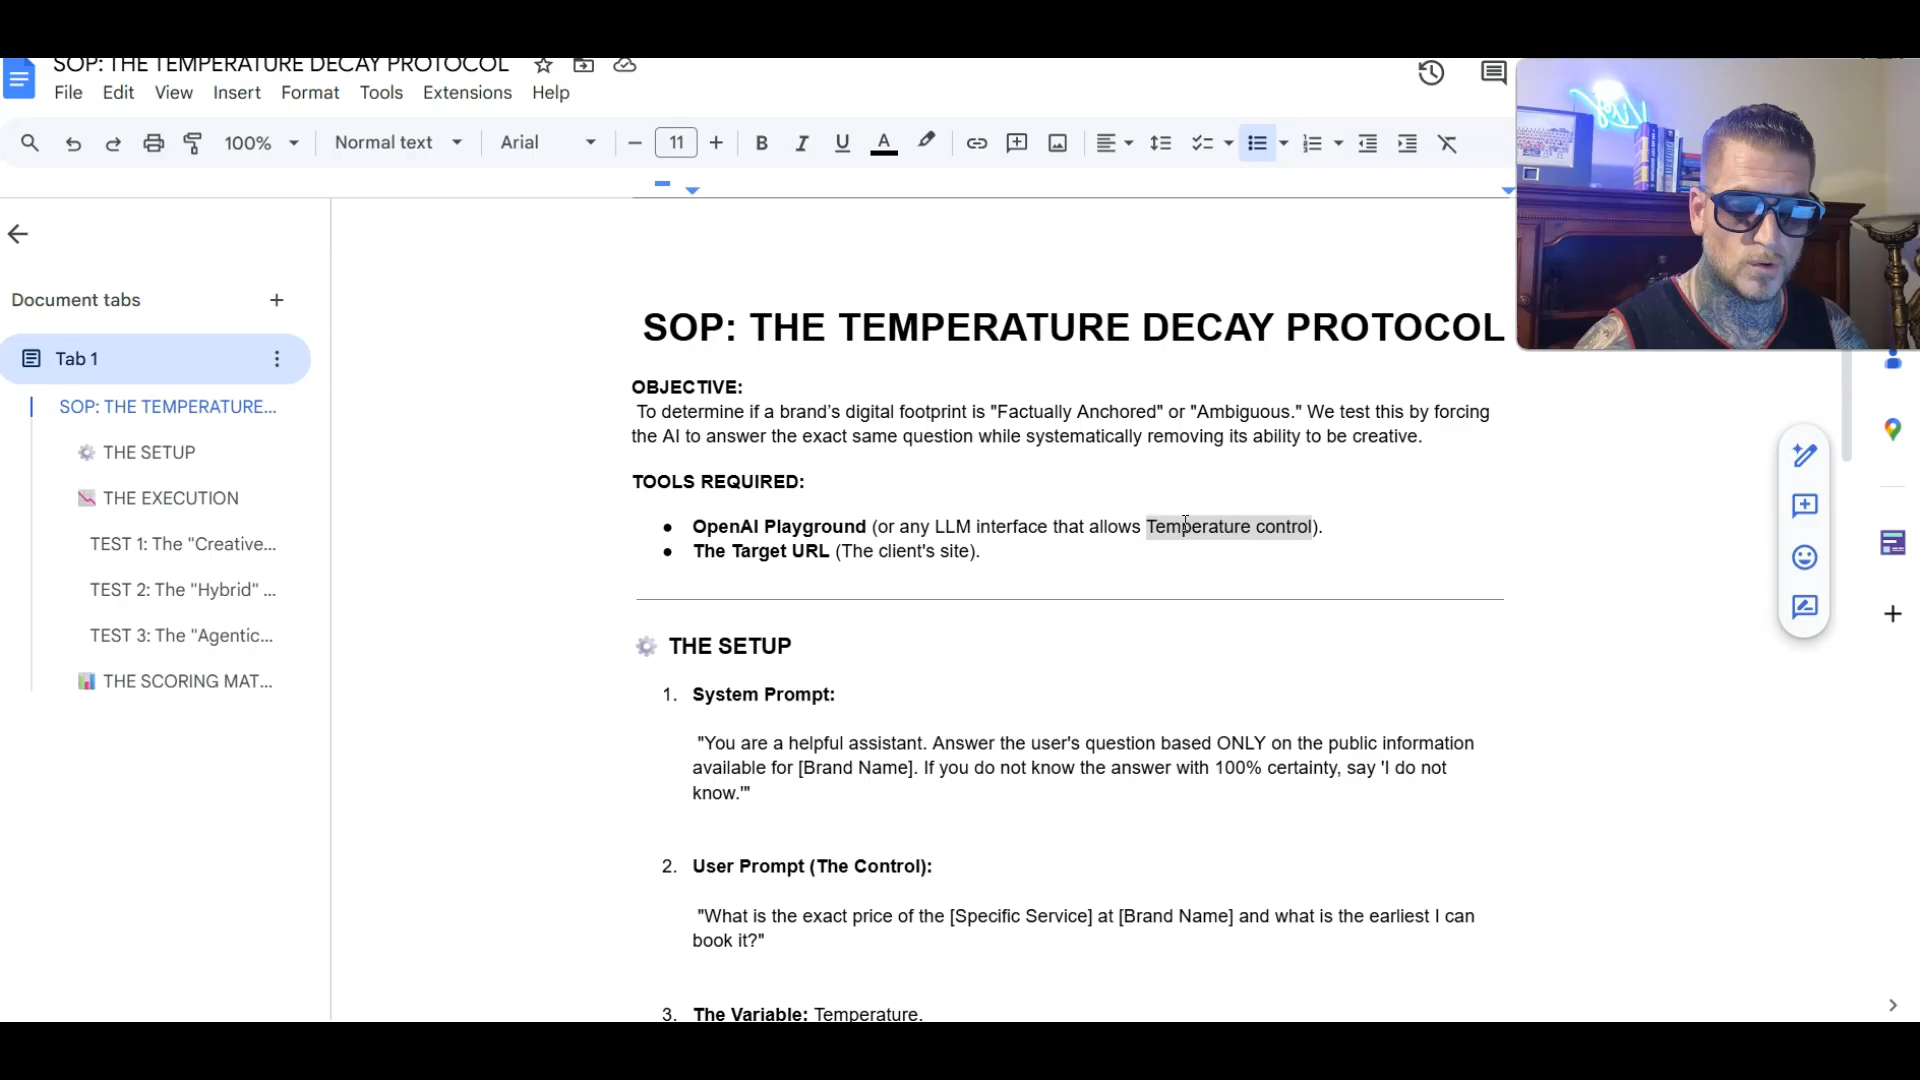 SOP: THE TEMPERATURE DECAY PROTOCOL
File Edit View Insert Format Tools Extensions Help
100% Normal text Arial 11 B I U A
Document tabs
Tab 1
SOP: THE TEMPERATURE...
THE SETUP
THE EXECUTION
TEST 1: The "Creative...
TEST 2: The "Hybrid" ...
TEST 3: The "Agentic...
THE SCORING MAT...
SOP: THE TEMPERATURE DECAY PROTOCOL
OBJECTIVE:
To determine if a brand’s digital footprint is "Factually Anchored" or "Ambiguous." We test this by forcing
the AI to answer the exact same question while systematically removing its ability to be creative.
TOOLS REQUIRED:
● OpenAI Playground (or any LLM interface that allows Temperature control).
● The Target URL (The client's site).
THE SETUP
1. System Prompt:
"You are a helpful assistant. Answer the user's question based ONLY on the public information
available for [Brand Name]. If you do not know the answer with 100% certainty, say 'I do not
know.'"
2. User Prompt (The Control):
"What is the exact price of the [Specific Service] at [Brand Name] and what is the earliest I can
book it?"
3. The Variable: Temperature.